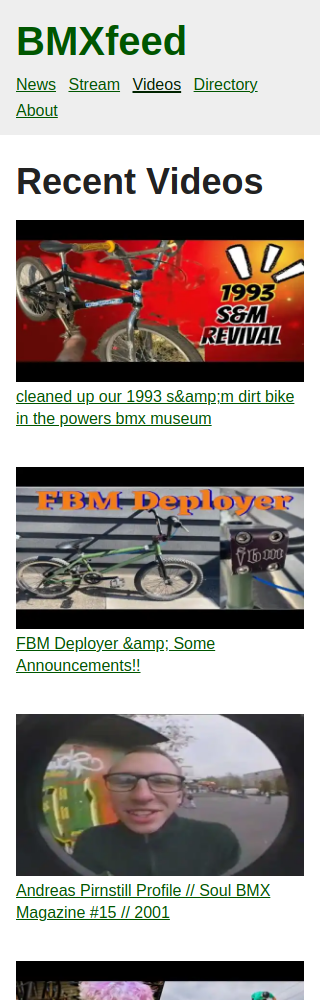 BMXfeed
News Stream Videos Directory
About
Recent Videos
1993
S&M
REVIVAL
cleaned up our 1993 s&amp;m dirt bike
in the powers bmx museum
FBM Deployer
fbm
FBM Deployer &amp; Some
Announcements!!
Andreas Pirnstill Profile // Soul BMX
Magazine #15 // 2001